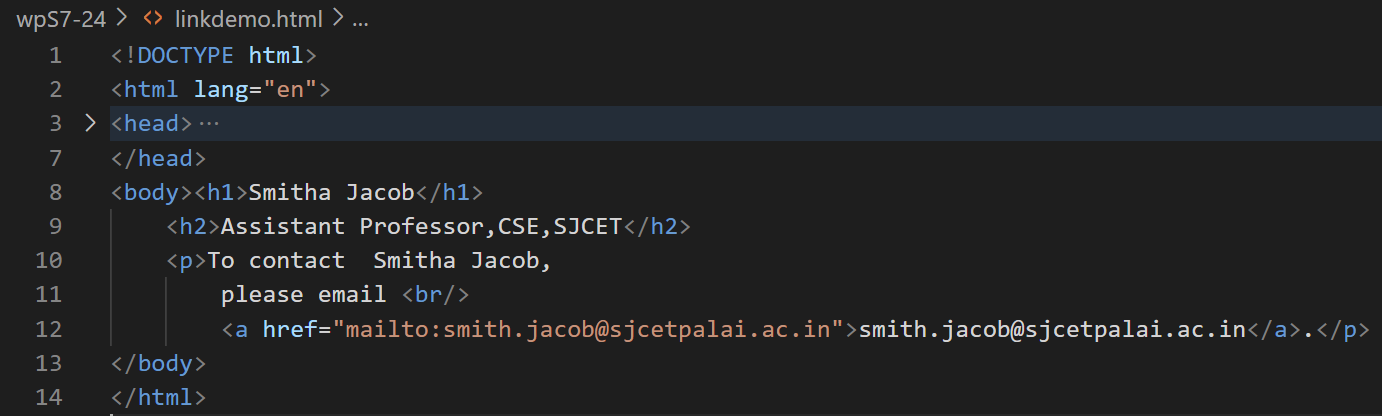 wpS7-24 > <> linkdemo.html > ...
1 <!DOCTYPE html>
2 <html lang="en">
3 > <head>···
7 </head>
8 <body><h1>Smitha Jacob</h1>
9     <h2>Assistant Professor,CSE,SJCET</h2>
10     <p>To contact  Smitha Jacob,
11         please email <br/>
12         <a href="mailto:smith.jacob@sjcetpalai.ac.in">smith.jacob@sjcetpalai.ac.in</a>.</p>
13 </body>
14 </html>